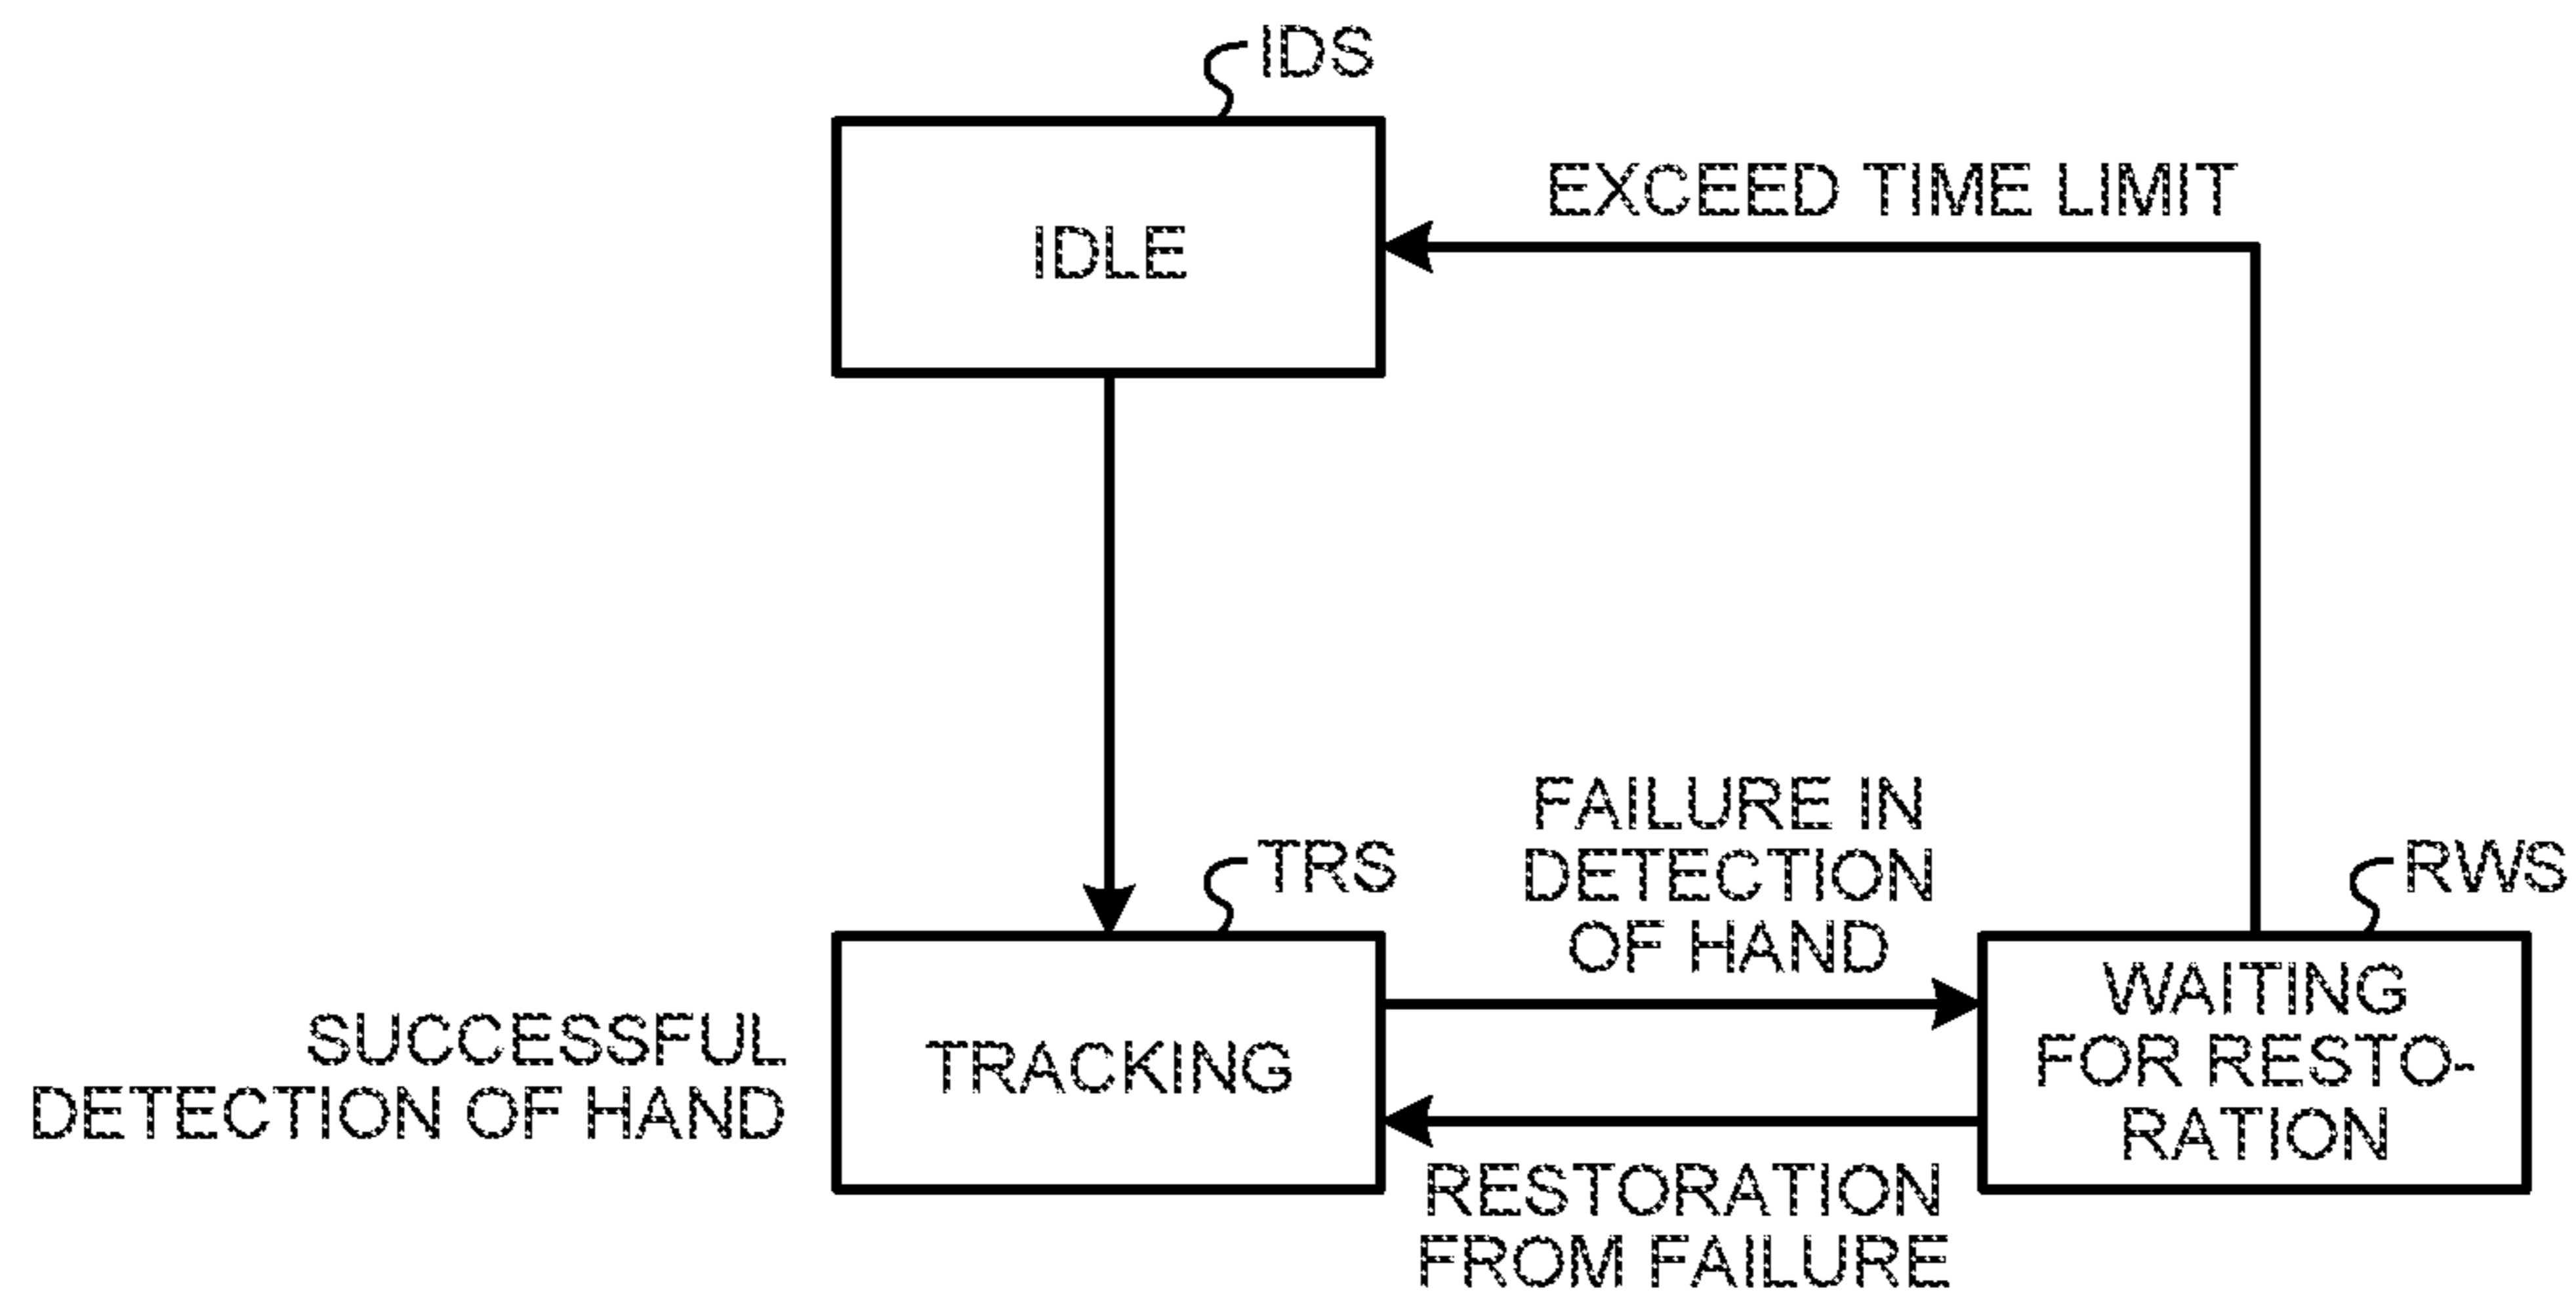 IDS
IDLE
EXCEED TIME LIMIT
TRS
FAILURE IN
DETECTION
OF HAND
RWS
SUCCESSFUL
DETECTION OF HAND
TRACKING
WAITING
FOR RESTO-
RATION
RESTORATION
FROM FAILURE